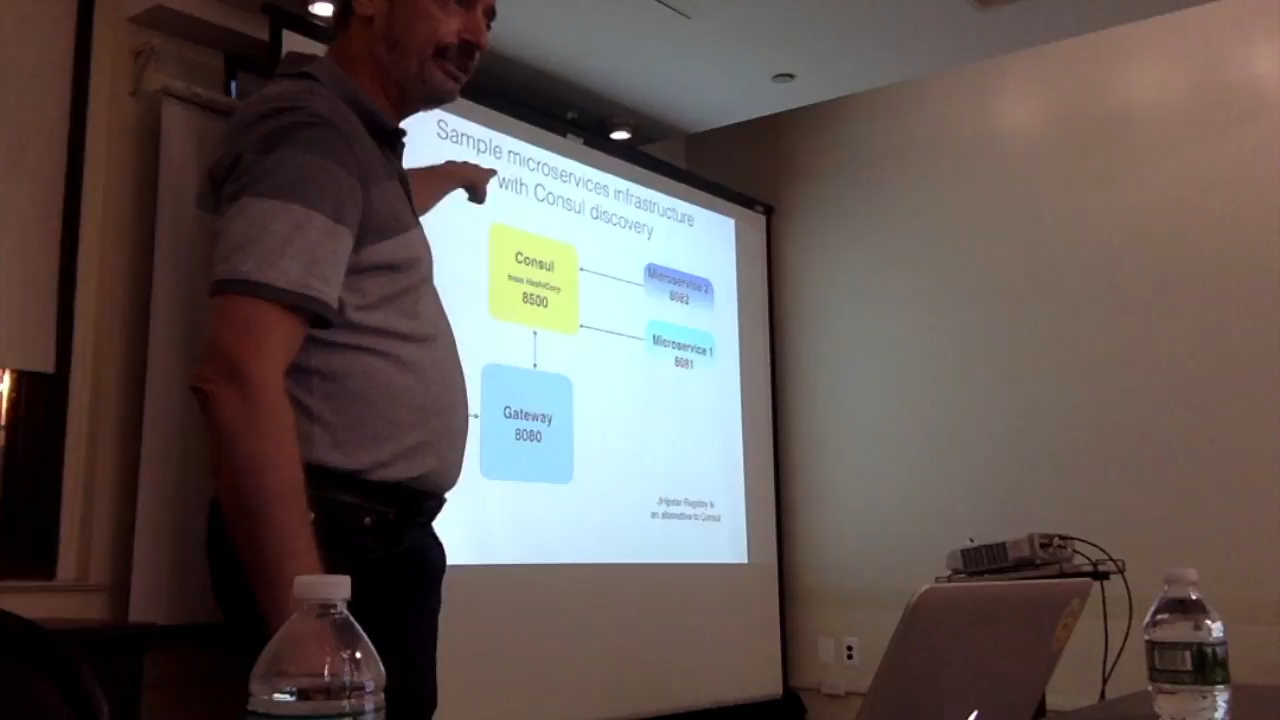 Sample microservices infrastructure
with Consul discovery
Consul
from HashiCorp
8500
Microservice 2
8082
Microservice 1
8081
Gateway
8080
JHipster Registry is
an alternative to Consul